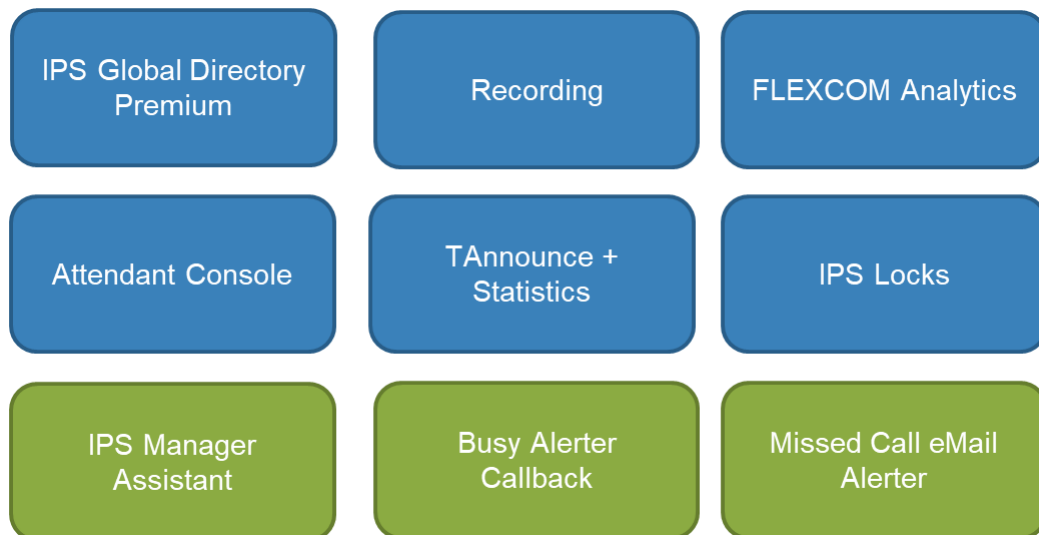 IPS Global Directory
Premium
Recording
FLEXCOM Analytics
Attendant Console
TAnnounce +
Statistics
IPS Locks
IPS Manager
Assistant
Busy Alerter
Callback
Missed Call eMail
Alerter